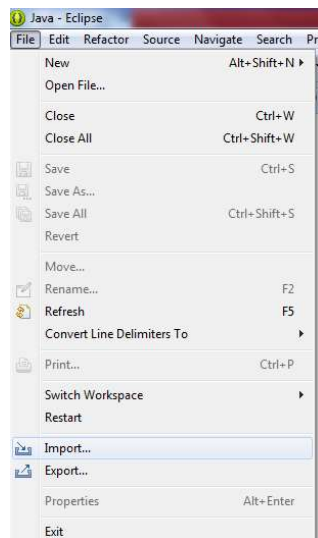 Java - Eclipse
File Edit Refactor Source Navigate Search
New Alt+Shift+N
Open File...
Close Ctrl+W
Close All Ctrl+Shift+W
Save Ctrl+S
Save As...
Save All Ctrl+Shift+S
Revert
Move...
Rename... F2
Refresh F5
Convert Line Delimiters To
Print... Ctrl+P
Switch Workspace
Restart
Import...
Export...
Properties Alt+Enter
Exit